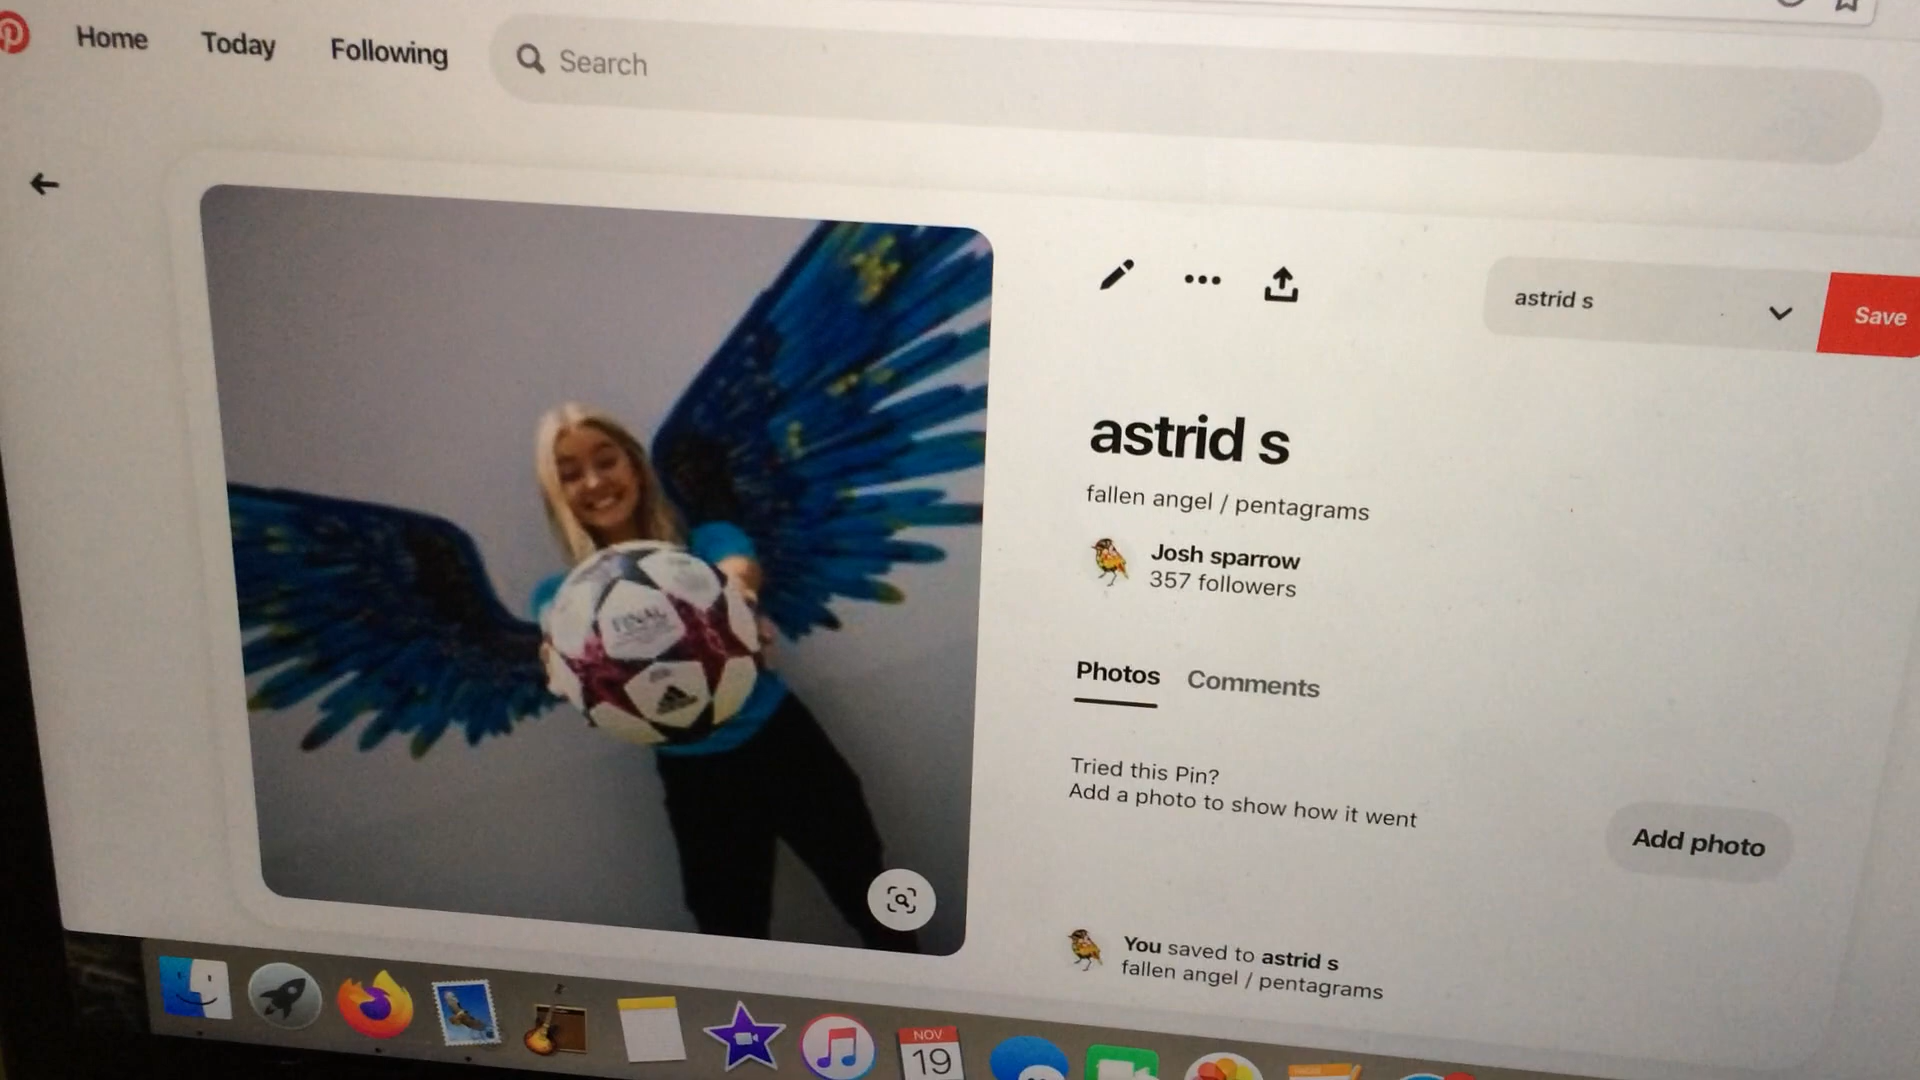 Home Today Following Search
astrid s Save
astrid s
fallen angel / pentagrams
Josh sparrow
357 followers
FINAL
Photos Comments
Tried this Pin?
Add a photo to show how it went
Add photo
You saved to astrid s
fallen angel / pentagrams
NOV
19